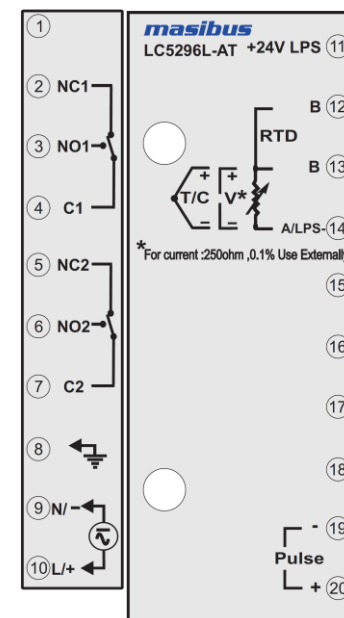 1
2 NC1
3 NO1
4 C1
5 NC2
6 NO2
7 C2
8
9 N/ -
10 L/+
masibus
LC5296L-AT +24V LPS 11
B 12
RTD
B 13
+ +
T/C V*
- -
A/LPS- 14
*For current :250ohm ,0.1% Use Externally
15
16
17
18
- 19
Pulse
+ 20